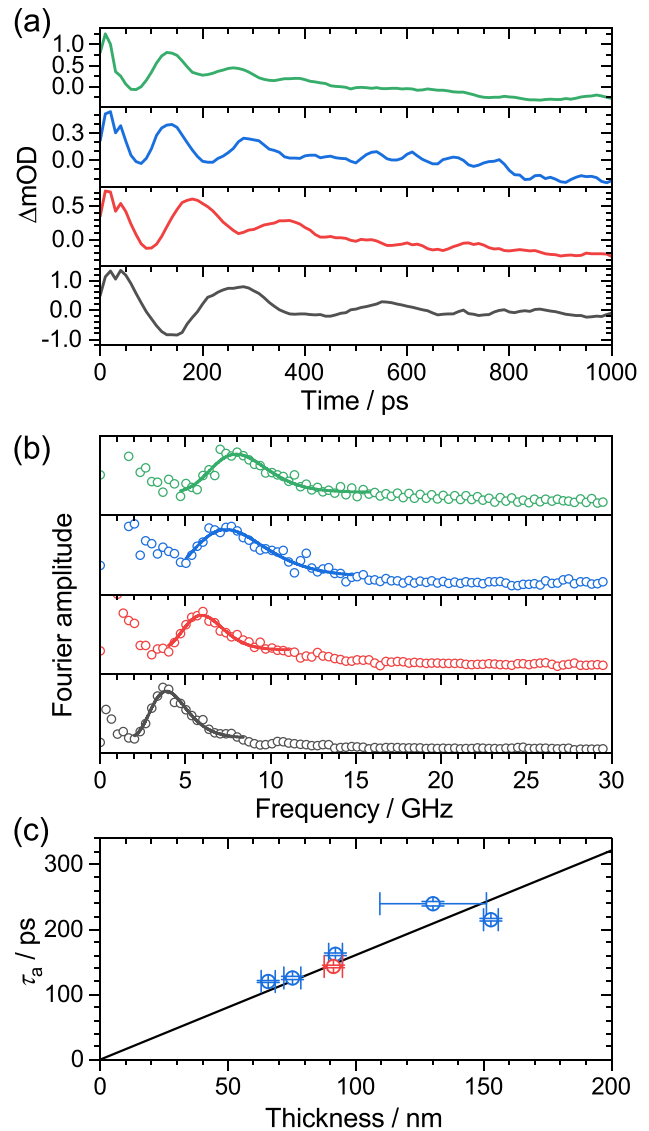 (a)
1.0
0.5
0.0
0.3
0.0
0.5
0.0
1.0
0.0
-1.0
ΔmOD
0 200 400 600 800 1000
Time / ps
(b)
Fourier amplitude
0 5 10 15 20 25 30
Frequency / GHz
(c)
300
200
100
0
τa / ps
0 50 100 150 200
Thickness / nm